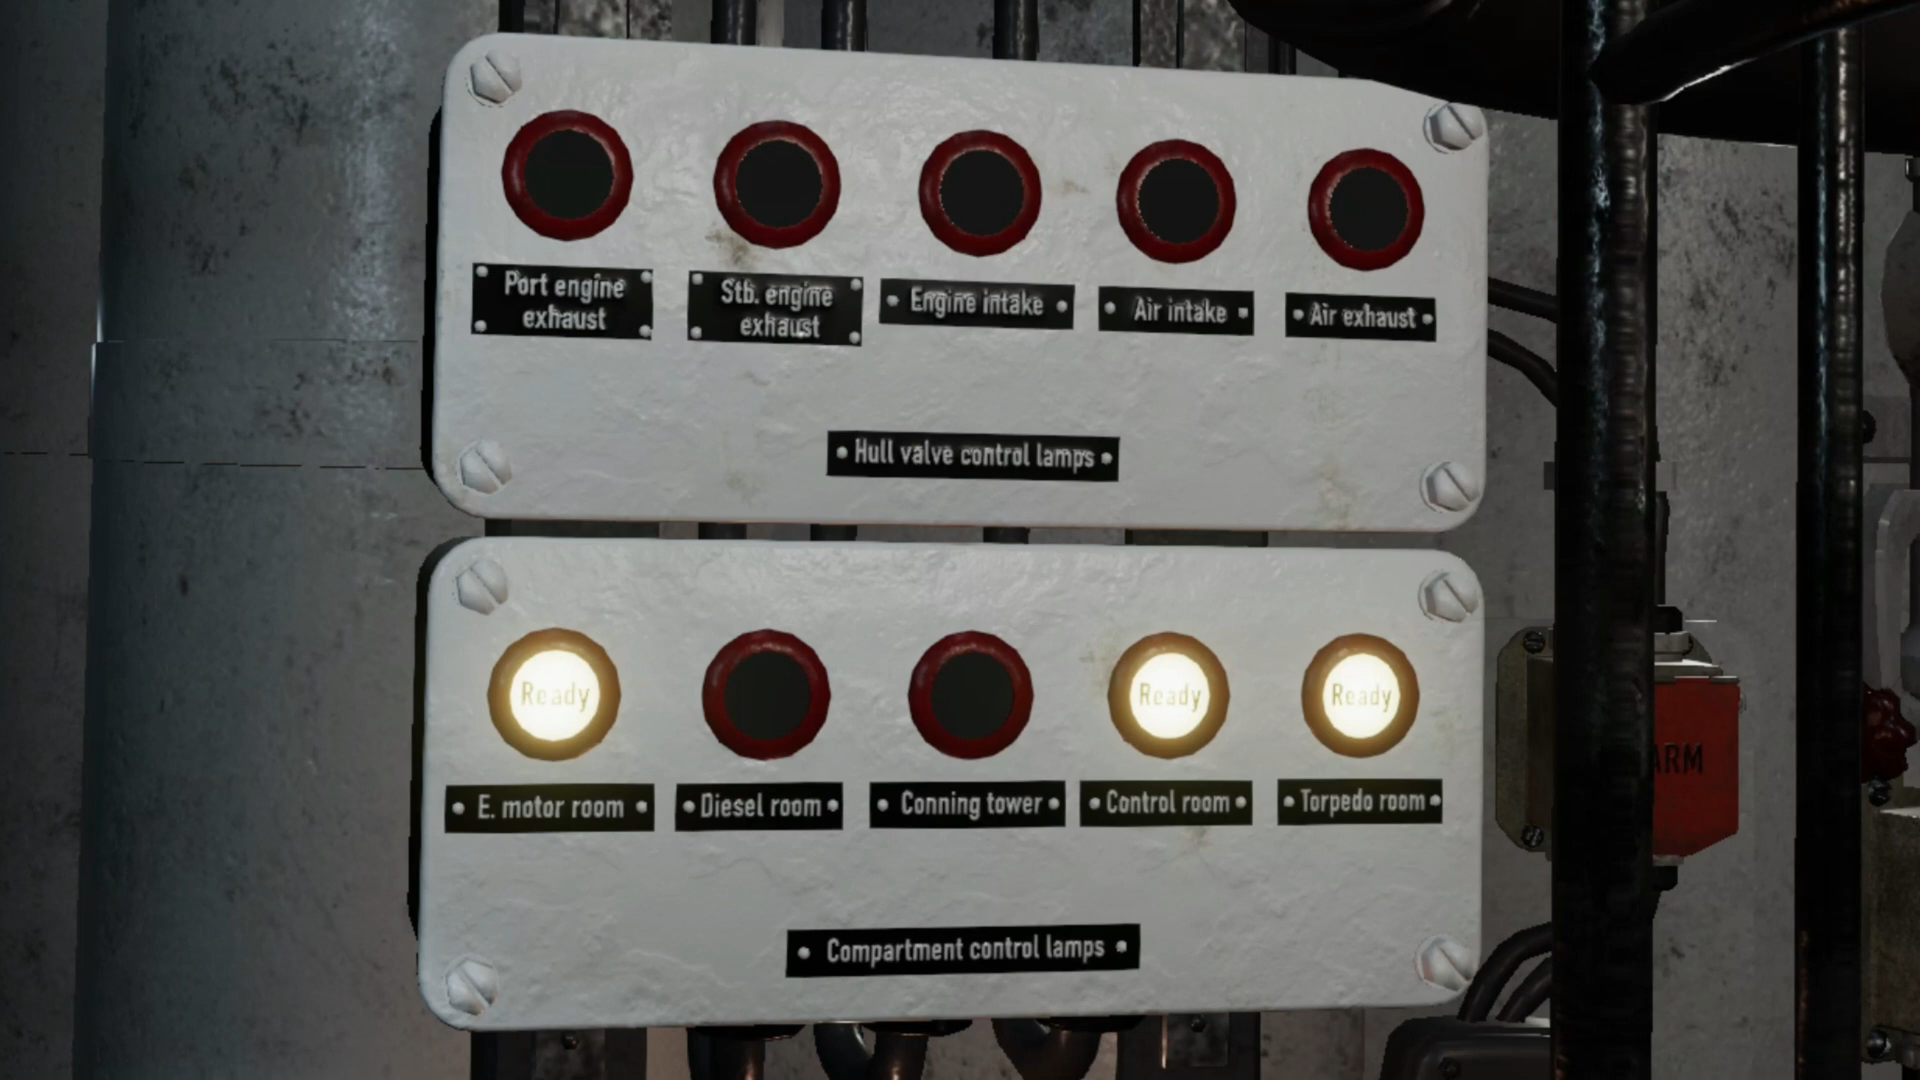 Port engine
exhaust
Stb. engine
exhaust
Engine intake
Air intake
Air exhaust
Hull valve control lamps
Ready
Ready
Ready
E. motor room
Diesel room
Conning tower
Control room
Torpedo room
ARM
Compartment control lamps